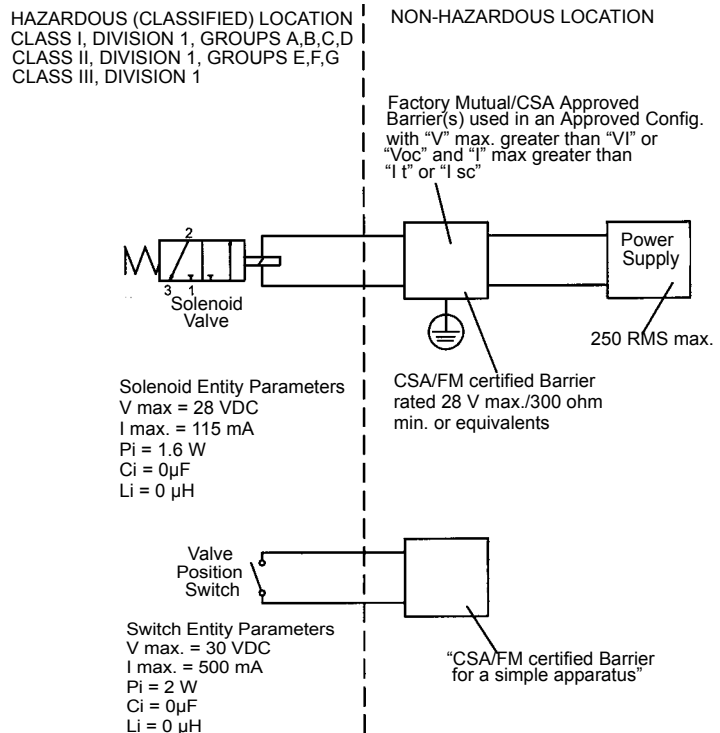 HAZARDOUS (CLASSIFIED) LOCATION
CLASS I, DIVISION 1, GROUPS A,B,C,D
CLASS II, DIVISION 1, GROUPS E,F,G
CLASS III, DIVISION 1
NON-HAZARDOUS LOCATION
Factory Mutual/CSA Approved
Barrier(s) used in an Approved Config.
with “V” max. greater than “VI” or
“Voc” and “I” max greater than
“I t” or “I sc”
2
3
1
Solenoid
Valve
Power
Supply
250 RMS max.
CSA/FM certified Barrier
rated 28 V max./300 ohm
min. or equivalents
Solenoid Entity Parameters
V max = 28 VDC
I max. = 115 mA
Pi = 1.6 W
Ci = 0µF
Li = 0 µH
Valve
Position
Switch
Switch Entity Parameters
V max. = 30 VDC
I max. = 500 mA
Pi = 2 W
Ci = 0µF
Li = 0 µH
“CSA/FM certified Barrier
for a simple apparatus”